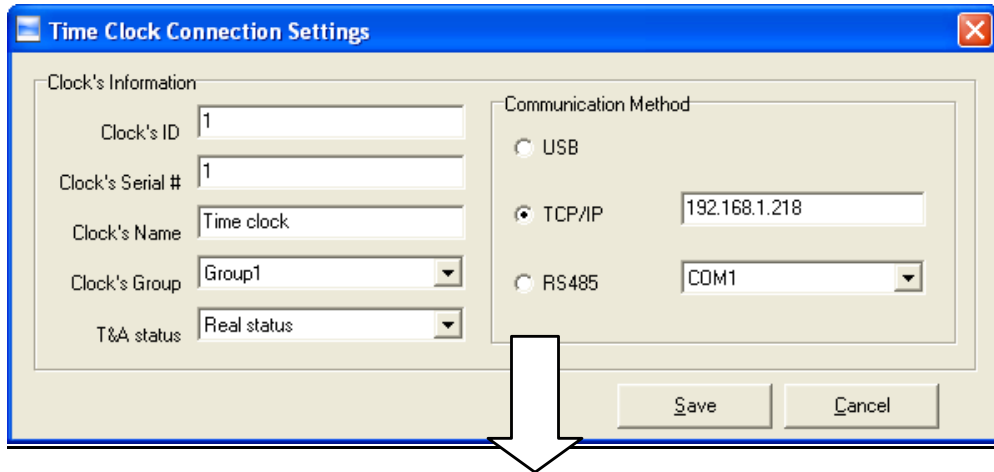 Time Clock Connection Settings
Clock's Information
Clock's ID 1
Clock's Serial # 1
Clock's Name Time clock
Clock's Group Group1
T&A status Real status
Communication Method
USB
TCP/IP 192.168.1.218
RS485 COM1
Save Cancel